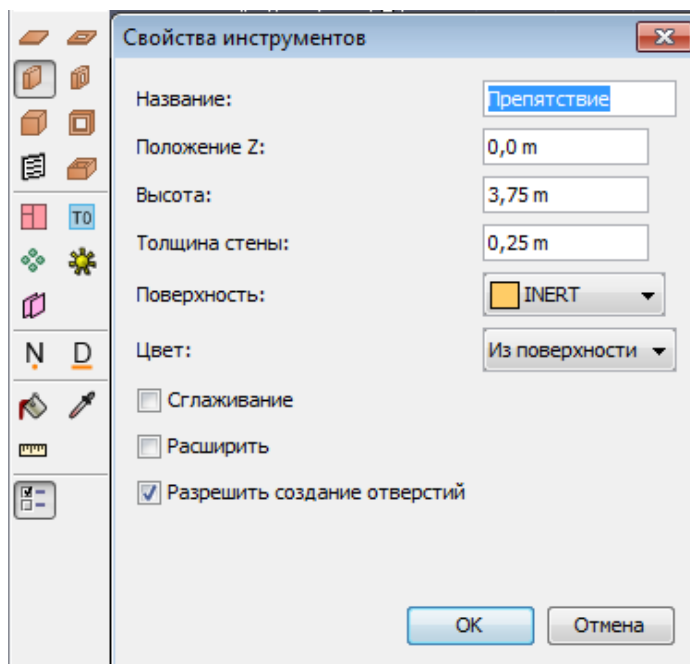 Свойства инструментов
Название: Препятствие
Положение Z: 0,0 m
Высота: 3,75 m
Толщина стены: 0,25 m
Поверхность: INERT
Цвет: Из поверхности
Сглаживание
Расширить
Разрешить создание отверстий
OK Отмена
T0
N D